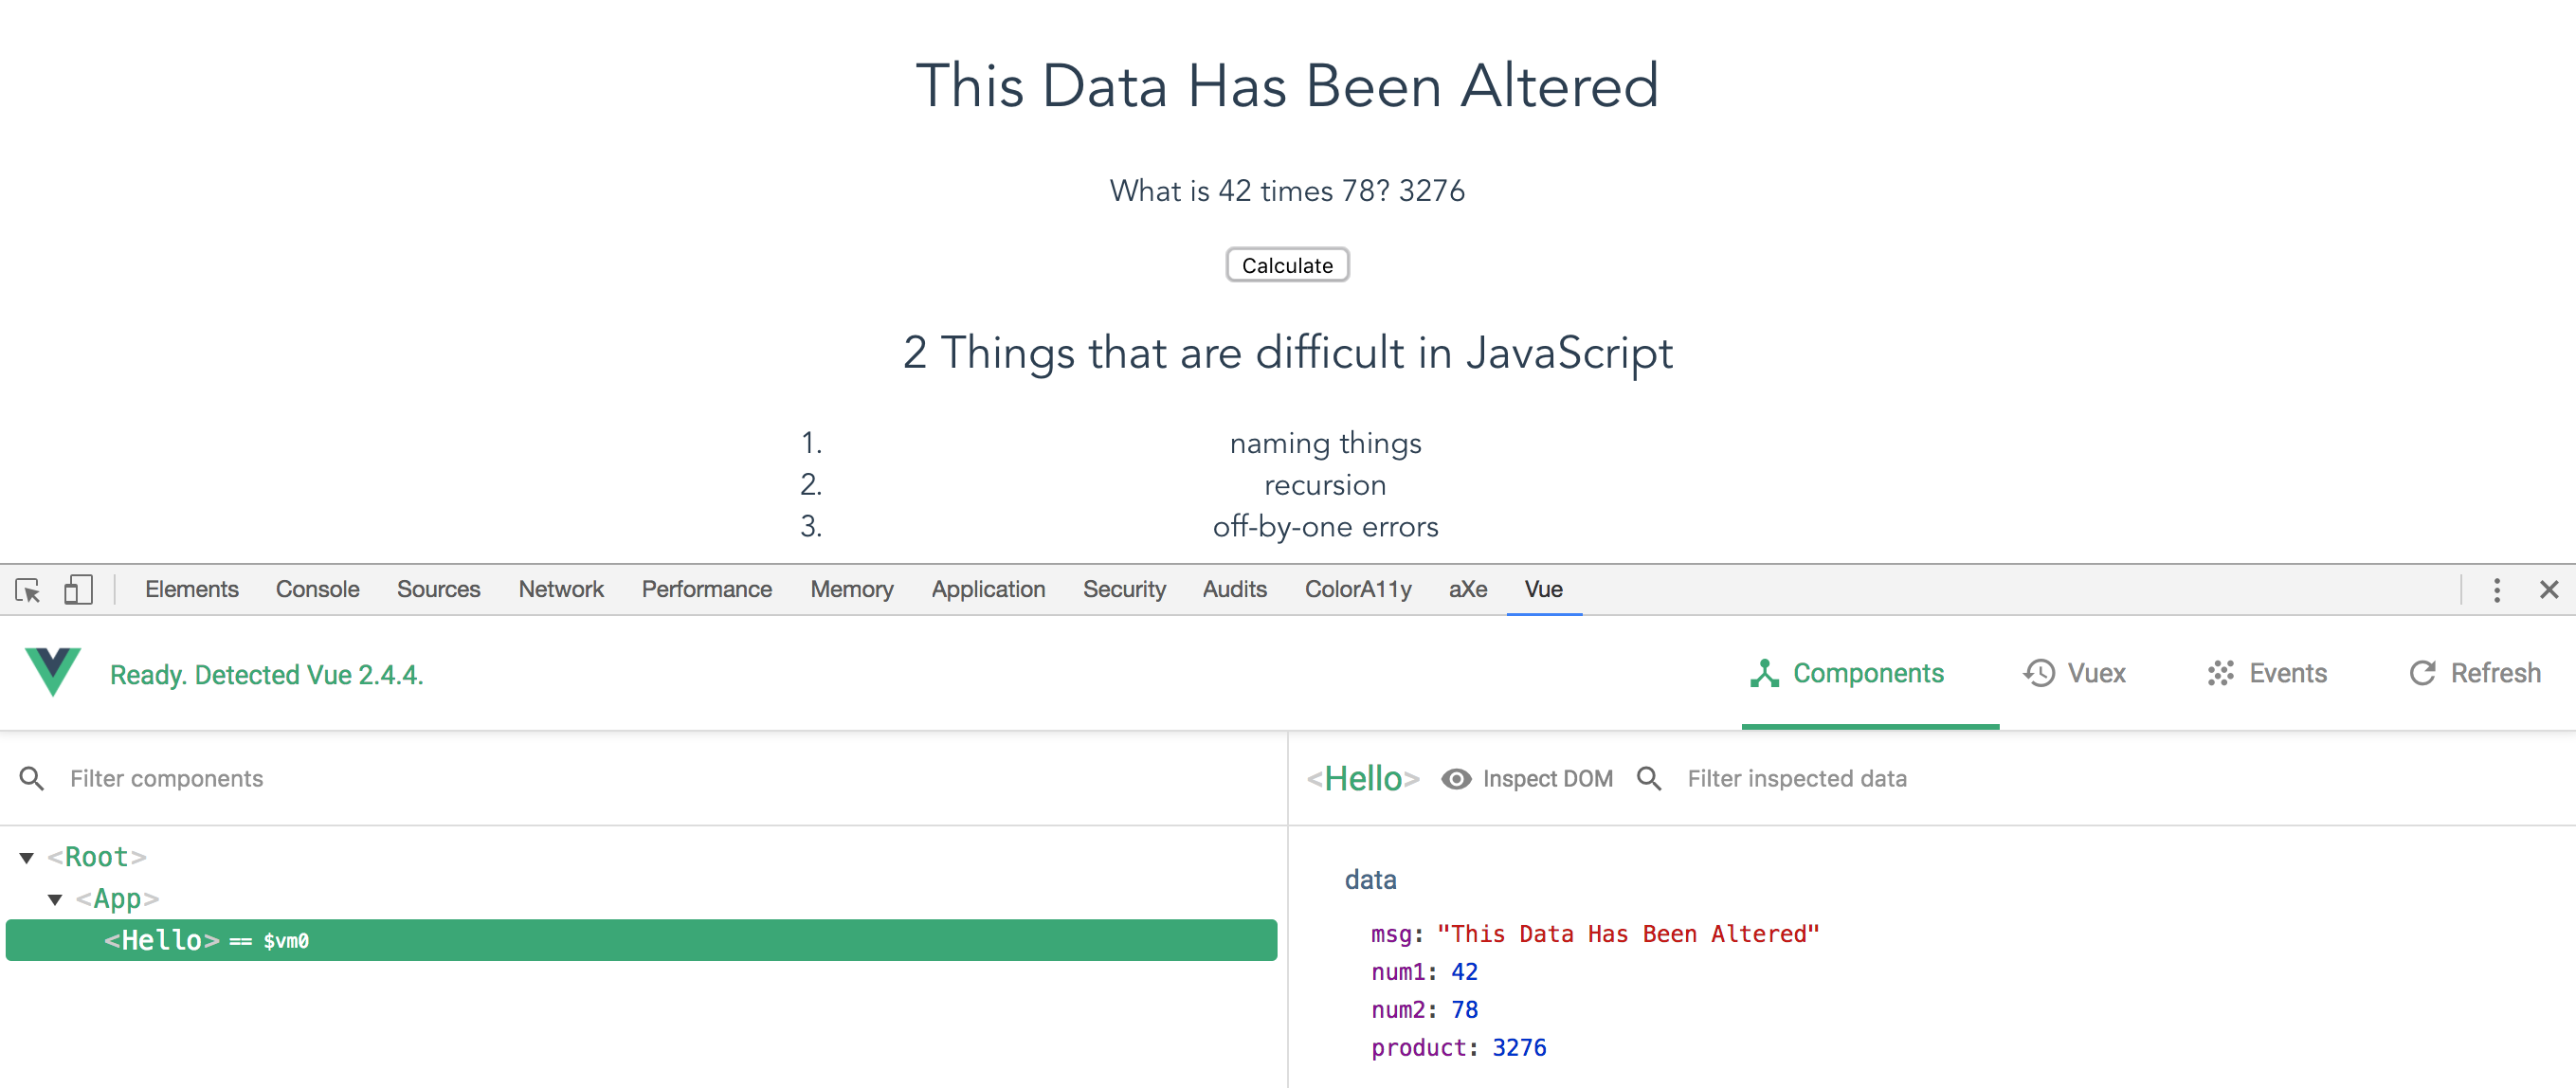 This Data Has Been Altered
What is 42 times 78? 3276
Calculate
2 Things that are difficult in JavaScript
1. naming things
2. recursion
3. off-by-one errors
Elements Console Sources Network Performance Memory Application Security Audits ColorA11y aXe Vue
Ready. Detected Vue 2.4.4. Components Vuex Events Refresh
Filter components
<Hello> Inspect DOM Filter inspected data
<Root>
<App>
<Hello> == $vm0
data
msg: "This Data Has Been Altered"
num1: 42
num2: 78
product: 3276